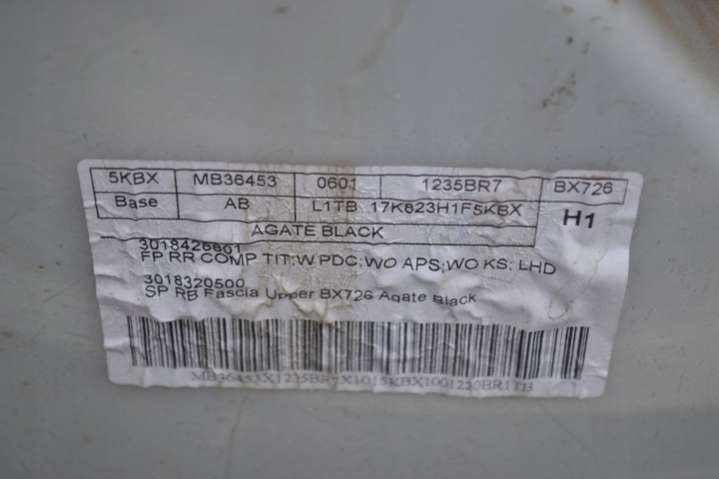 5KBX MB36453 0601 1235BR7 BX726
Base AB L1TB 17K823H1F5KBX H1
AGATE BLACK
3018426601
FP RR COMP TIT;W PDC;WO APS;WO KS; LHD
3018320500
SP RB Fascia Upper BX726 Agate Black
MB36453X1235BR7X1015KBX1001220BR1TB